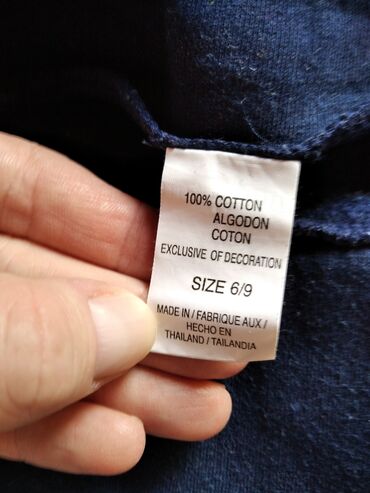 100% COTTON
ALGODON
COTON
EXCLUSIVE OF DECORATION
SIZE 6/9
MADE IN / FABRIQUE AUX /
HECHO EN
THAILAND / TAILANDIA